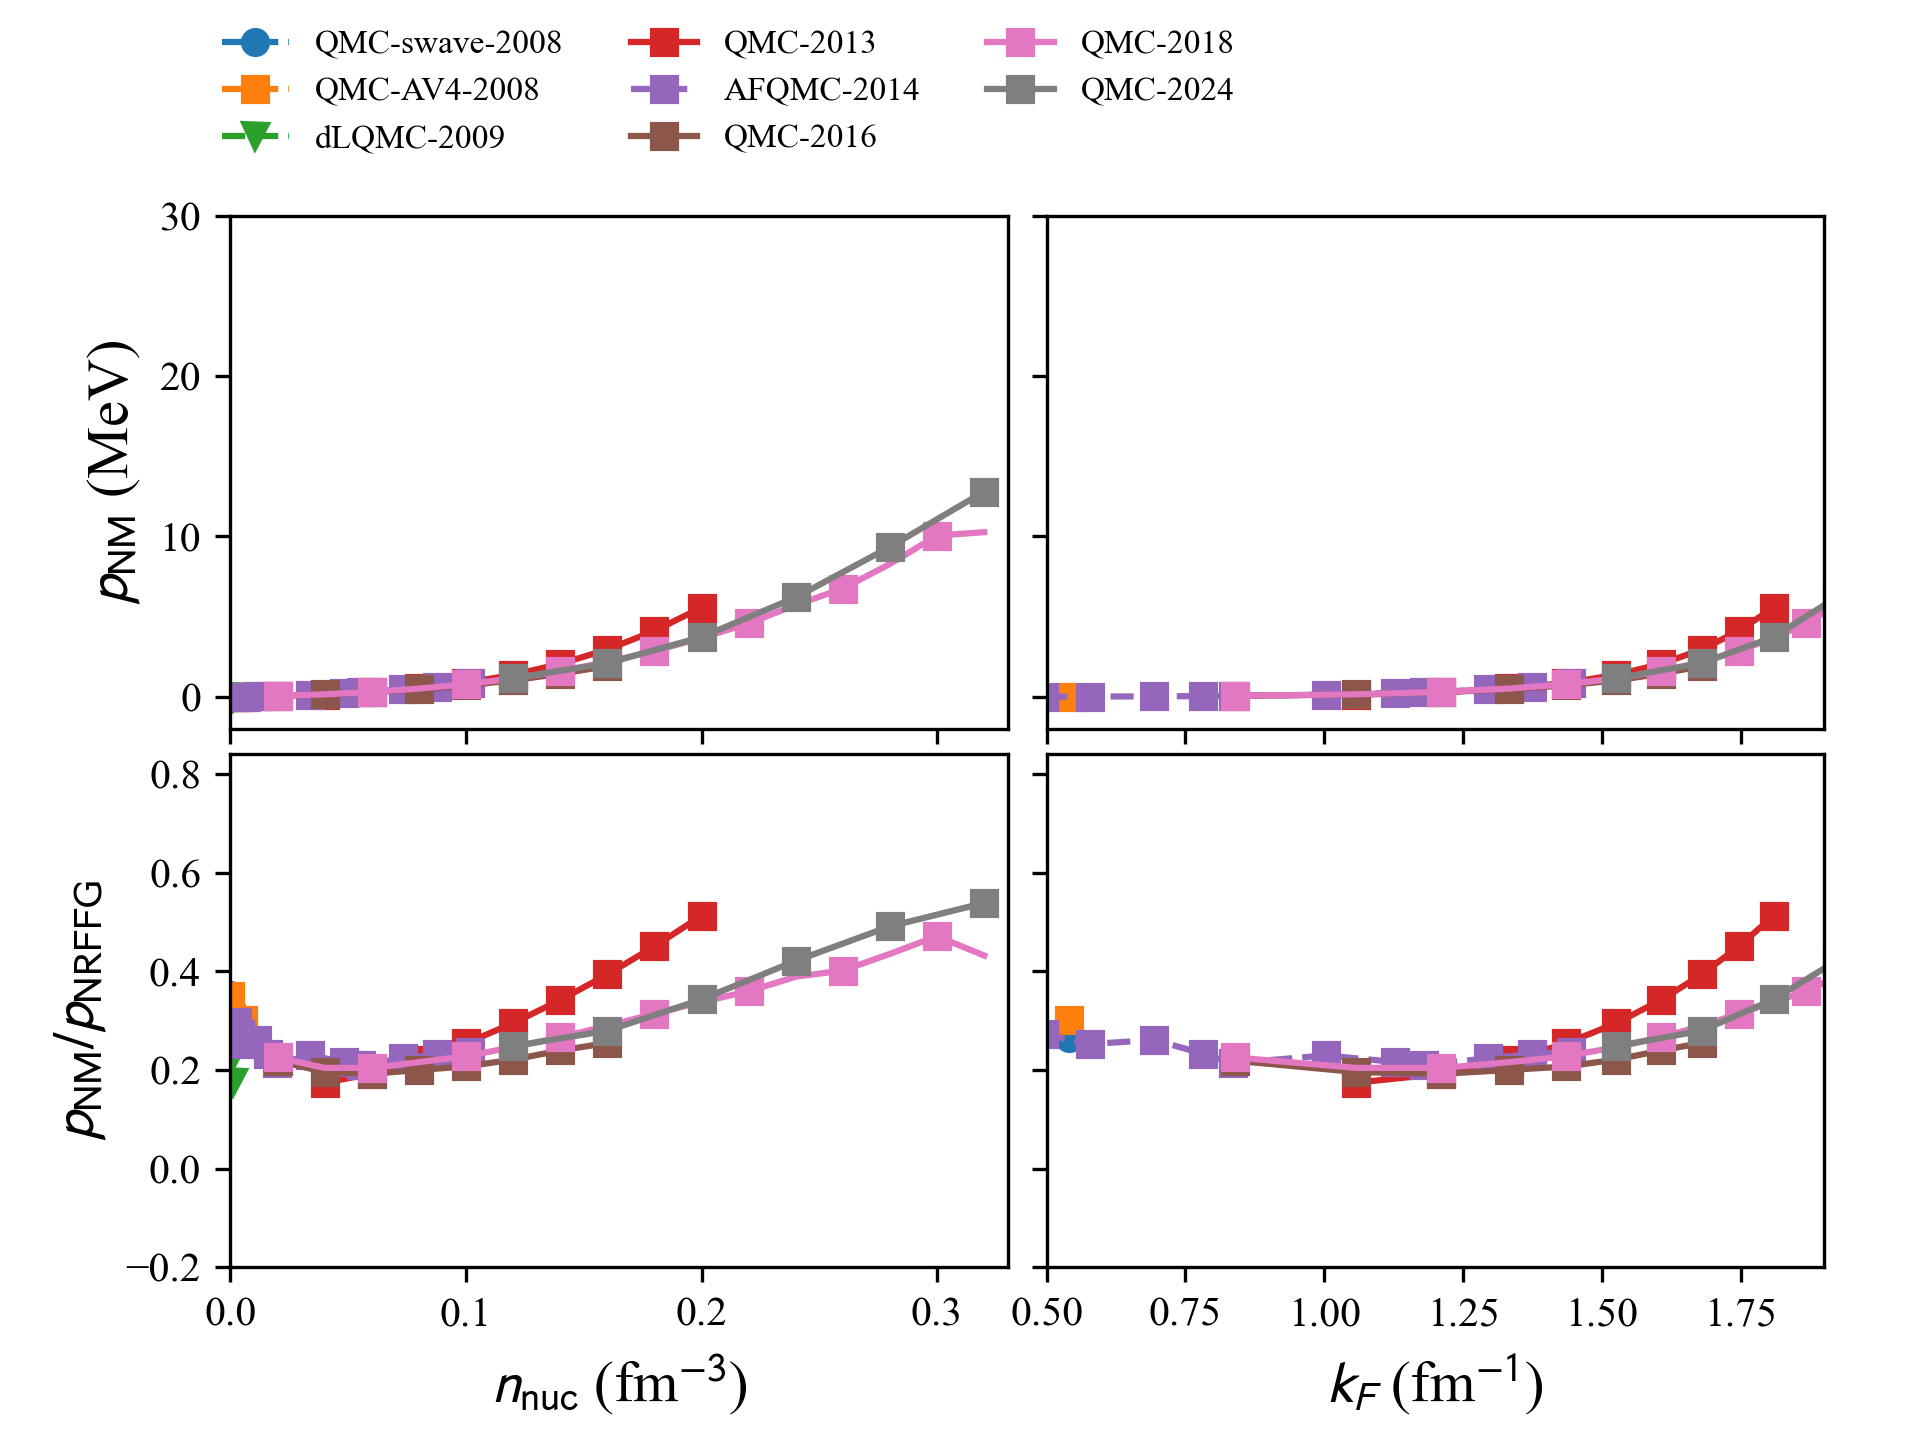 QMC-swave-2008
QMC-AV4-2008
dLQMC-2009
QMC-2013
AFQMC-2014
QMC-2016
QMC-2018
QMC-2024
30
20
10
0
p_NM (MeV)
0.8
0.6
0.4
0.2
0.0
−0.2
p_NM/p_NRFFG
0.0 0.1 0.2 0.3
n_nuc (fm⁻³)
0.50 0.75 1.00 1.25 1.50 1.75
k_F (fm⁻¹)